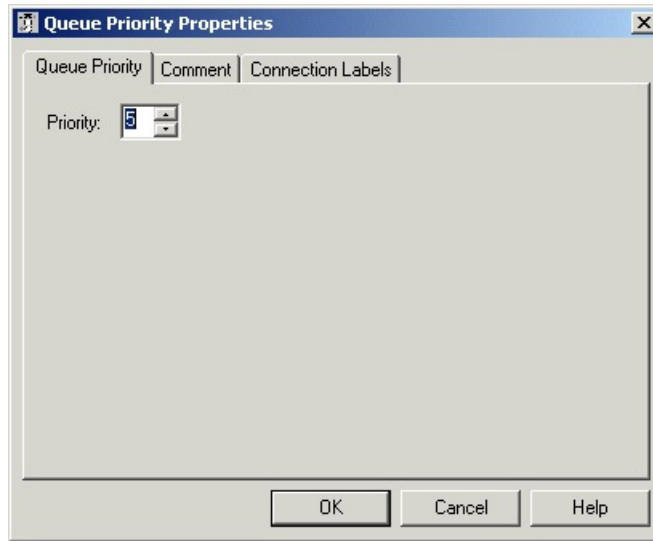 Queue Priority Properties
Queue Priority Comment Connection Labels
Priority: 5
OK Cancel Help